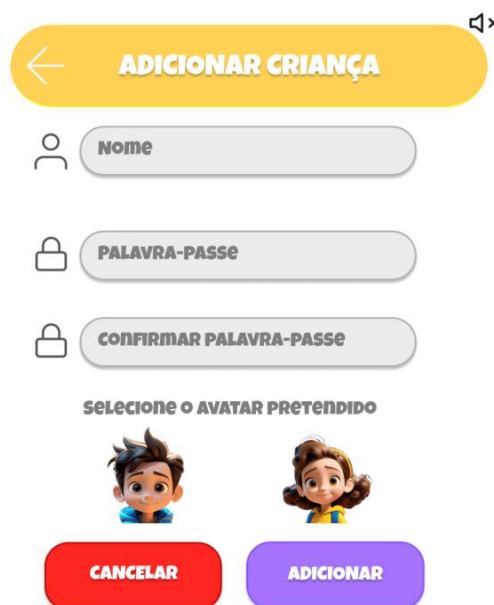 ADICIONAR CRIANÇA
Nome
PALAVRA-PASSE
CONFIRMAR PALAVRA-PASSE
Selecione o AVATAR PRETENDIDO
CANCELAR
ADICIONAR